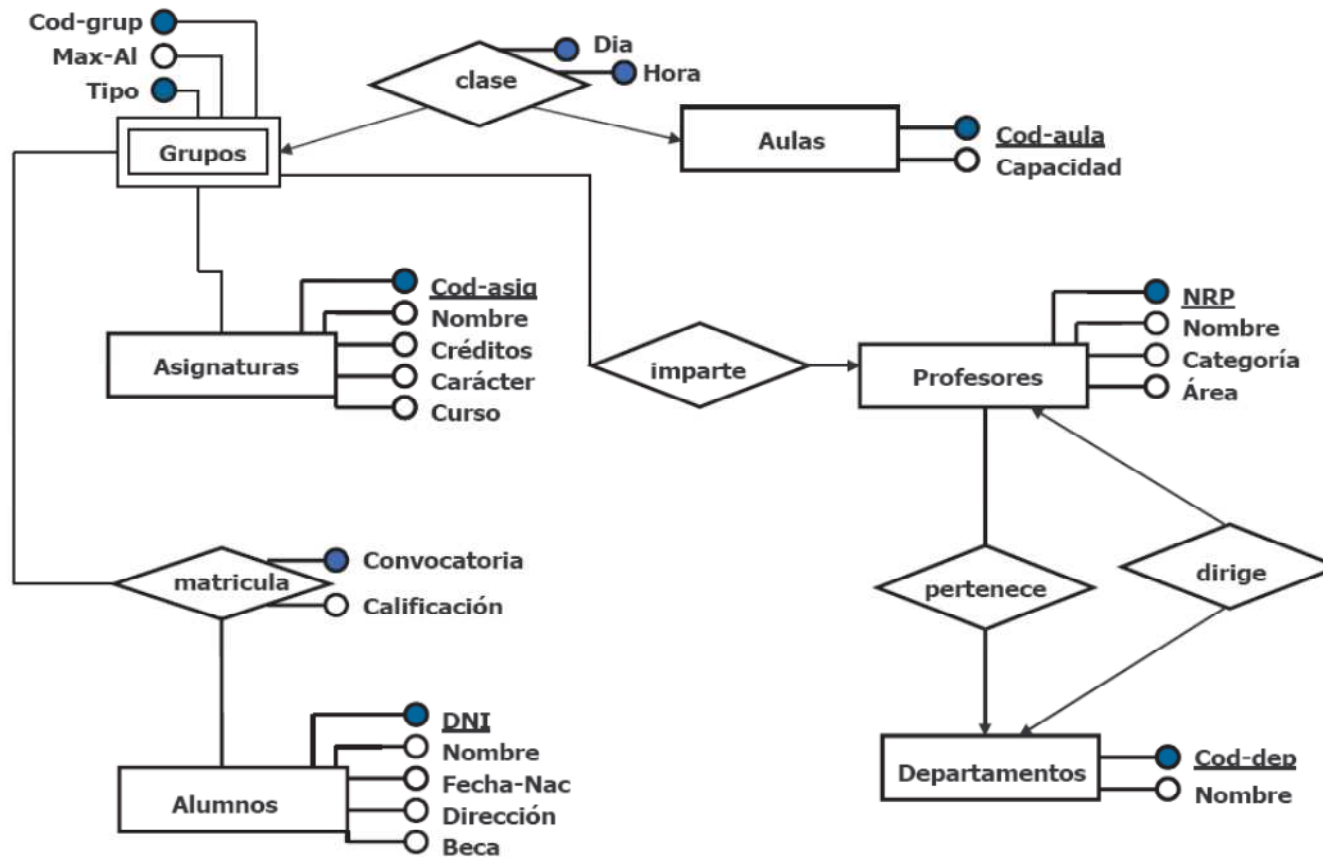 Cod-grup
Max-Al
Tipo
Grupos
clase
Dia
Hora
Aulas
Cod-aula
Capacidad
Asignaturas
Cod-asig
Nombre
Créditos
Carácter
Curso
imparte
Profesores
NRP
Nombre
Categoría
Área
matricula
Convocatoria
Calificación
pertenece
dirige
Alumnos
DNI
Nombre
Fecha-Nac
Dirección
Beca
Departamentos
Cod-dep
Nombre